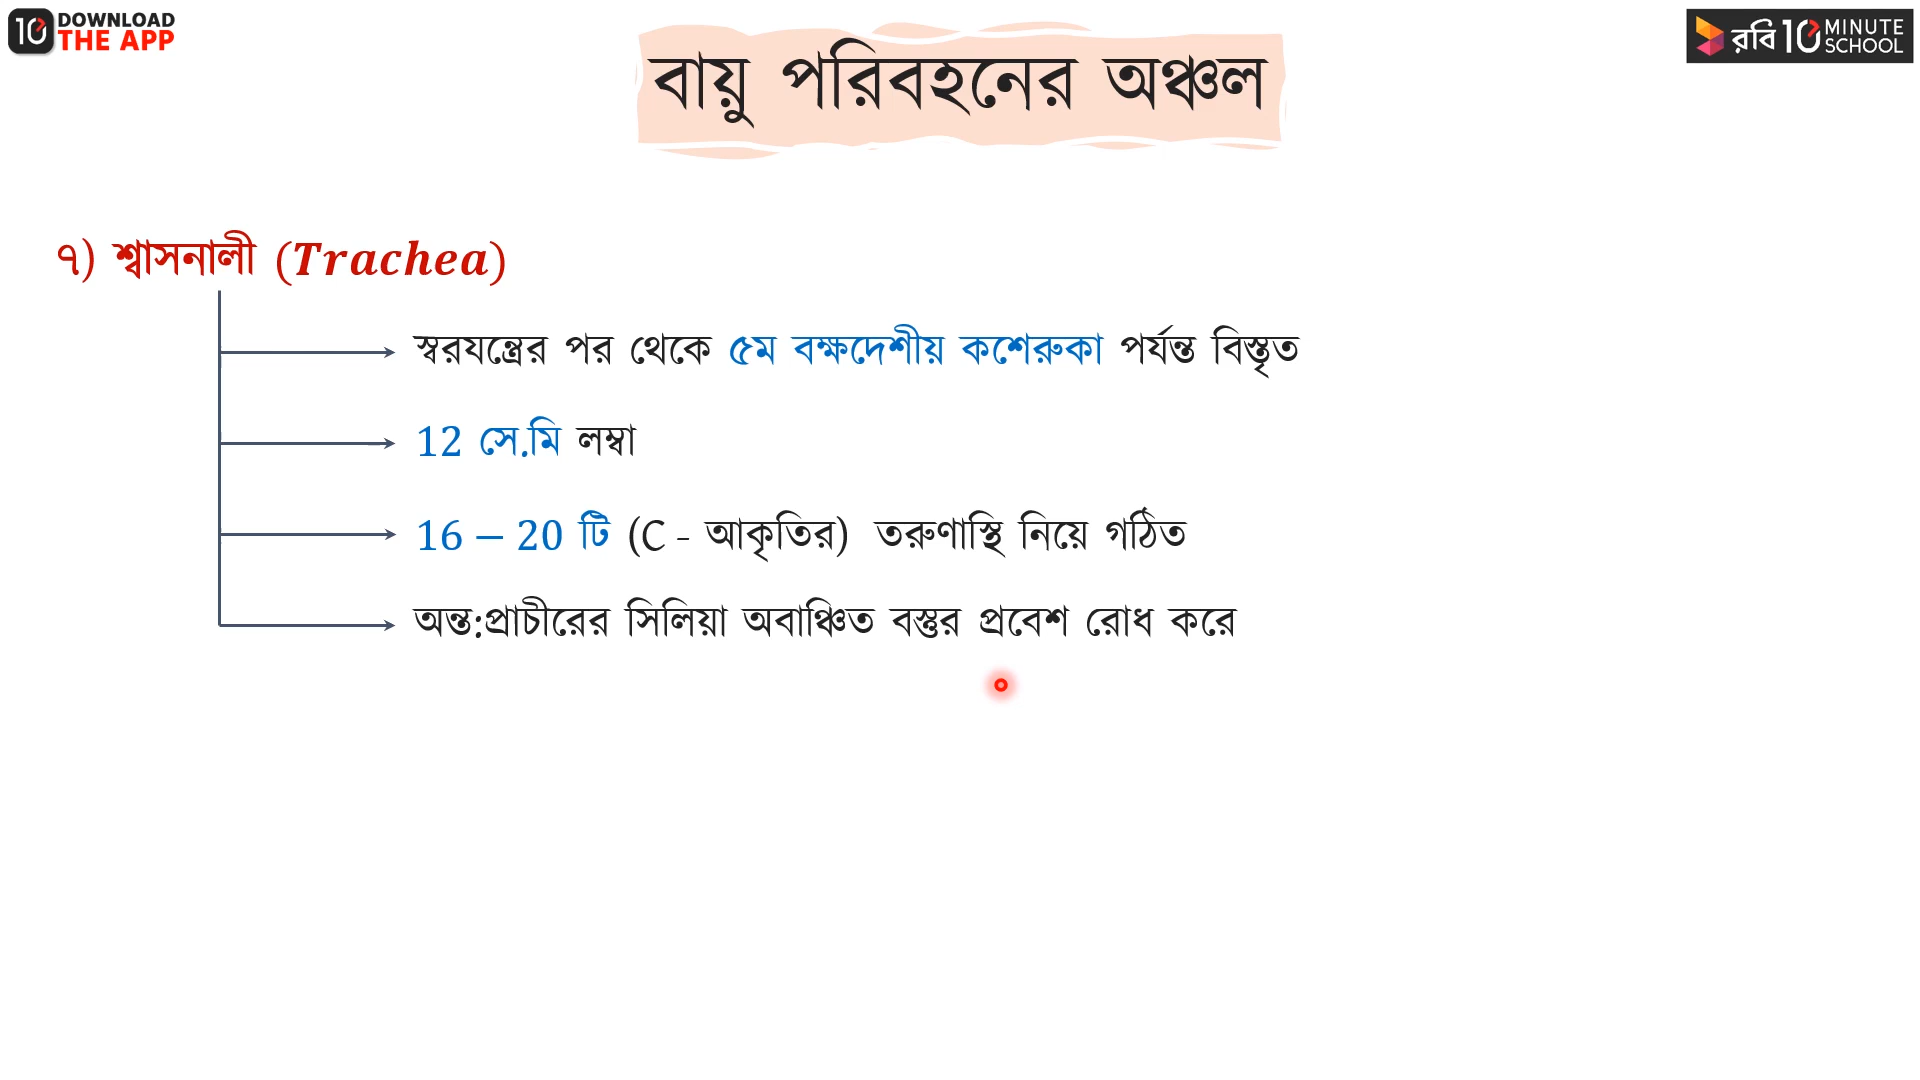 10 DOWNLOAD THE APP
রবি 10 MINUTE SCHOOL
বায়ু পরিবহনের অঞ্চল
৭) শ্বাসনালী (Trachea)
স্বরযন্ত্রের পর থেকে ৫ম বক্ষদেশীয় কশেরুকা পর্যন্ত বিস্তৃত
12 সে.মি লম্বা
16 – 20 টি (C - আকৃতির) তরুণাস্থি নিয়ে গঠিত
অন্ত:প্রাচীরের সিলিয়া অবাঞ্চিত বস্তুর প্রবেশ রোধ করে